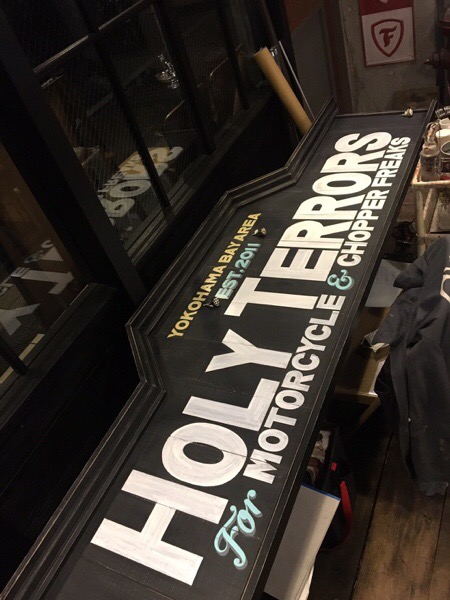 YOKOHAMA BAY AREA
EST. 2011
HOLY TERRORS
For MOTORCYCLE & CHOPPER FREAKS
F